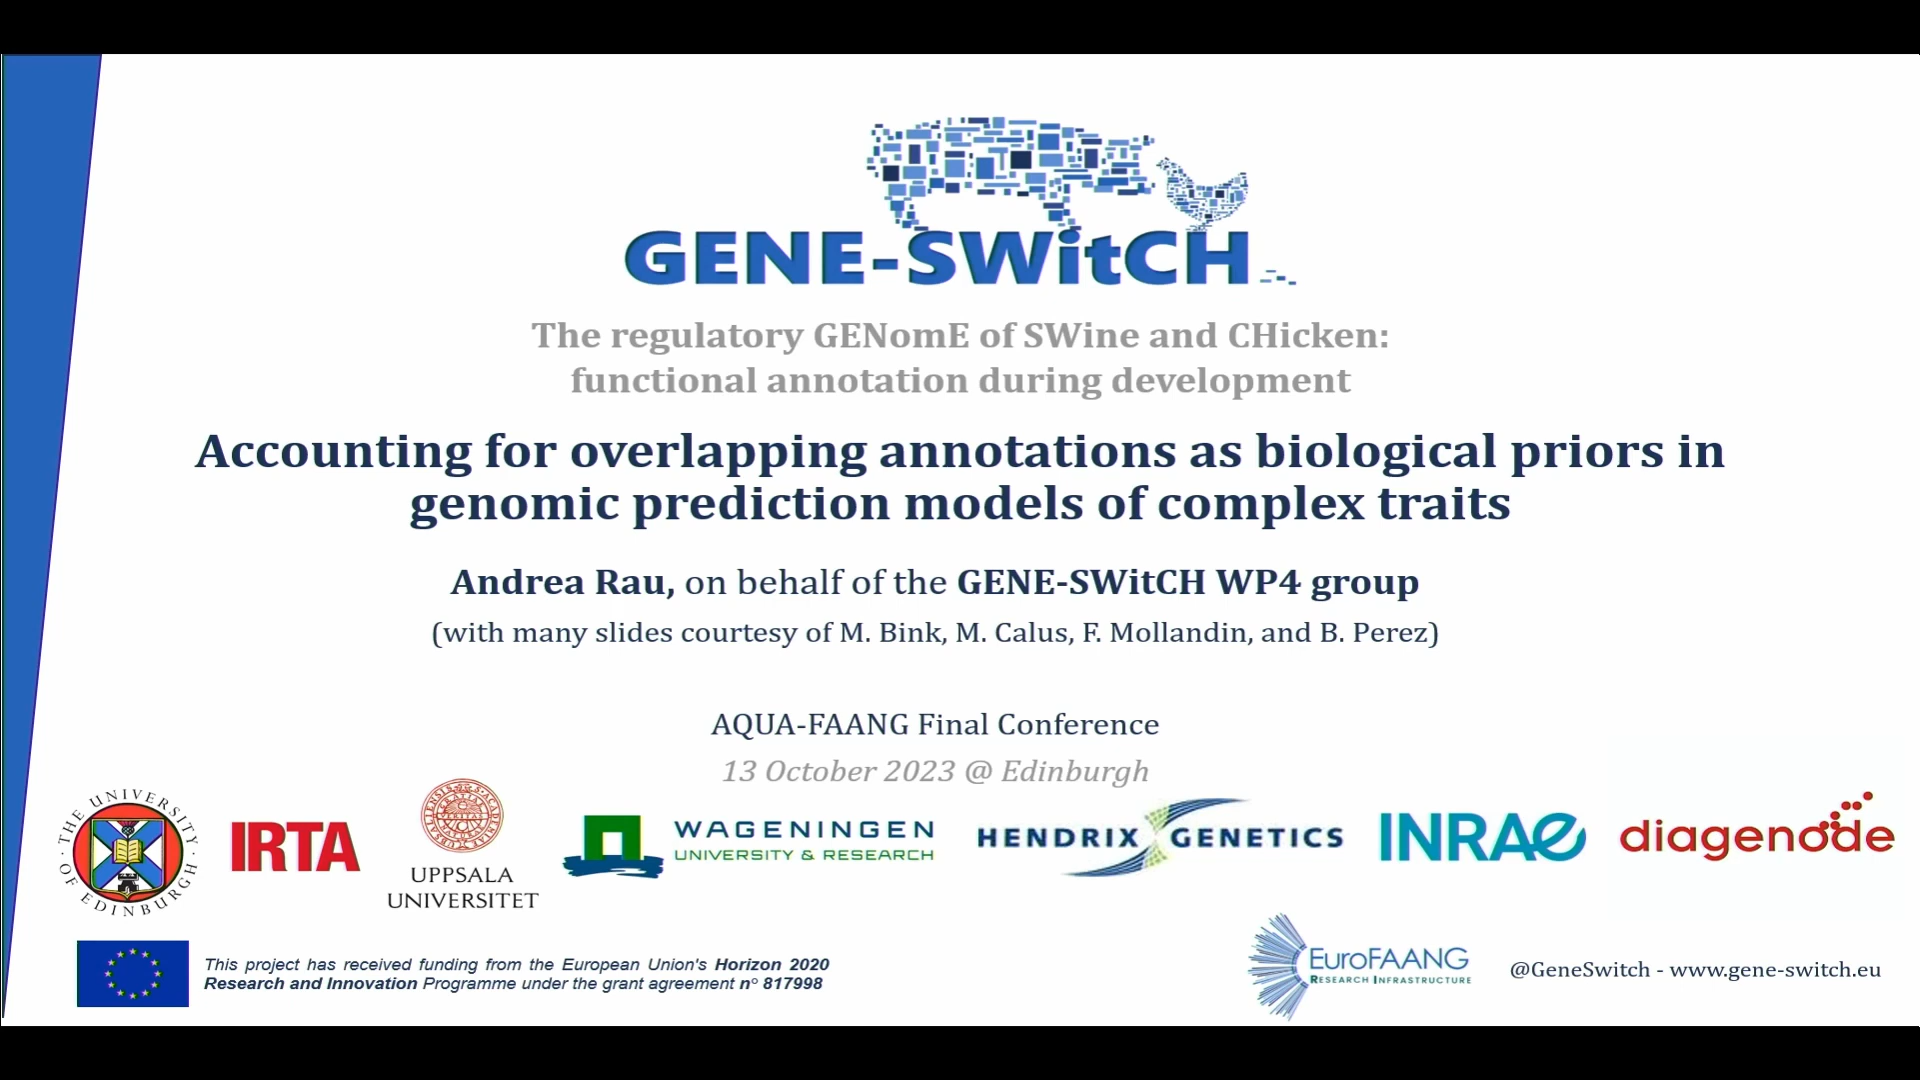 GENE-SWitCH
The regulatory GENomE of SWine and CHicken:
functional annotation during development
Accounting for overlapping annotations as biological priors in
genomic prediction models of complex traits
Andrea Rau, on behalf of the GENE-SWitCH WP4 group
(with many slides courtesy of M. Bink, M. Calus, F. Mollandin, and B. Perez)
AQUA-FAANG Final Conference
13 October 2023 @ Edinburgh
THE UNIVERSITY OF EDINBURGH
IRTA
UPPSALA
UNIVERSITET
WAGENINGEN
UNIVERSITY & RESEARCH
HENDRIX GENETICS
INRAE
diagenode
This project has received funding from the European Union's Horizon 2020
Research and Innovation Programme under the grant agreement n° 817998
EuroFAANG
RESEARCH INFRASTRUCTURE
@GeneSwitch - www.gene-switch.eu